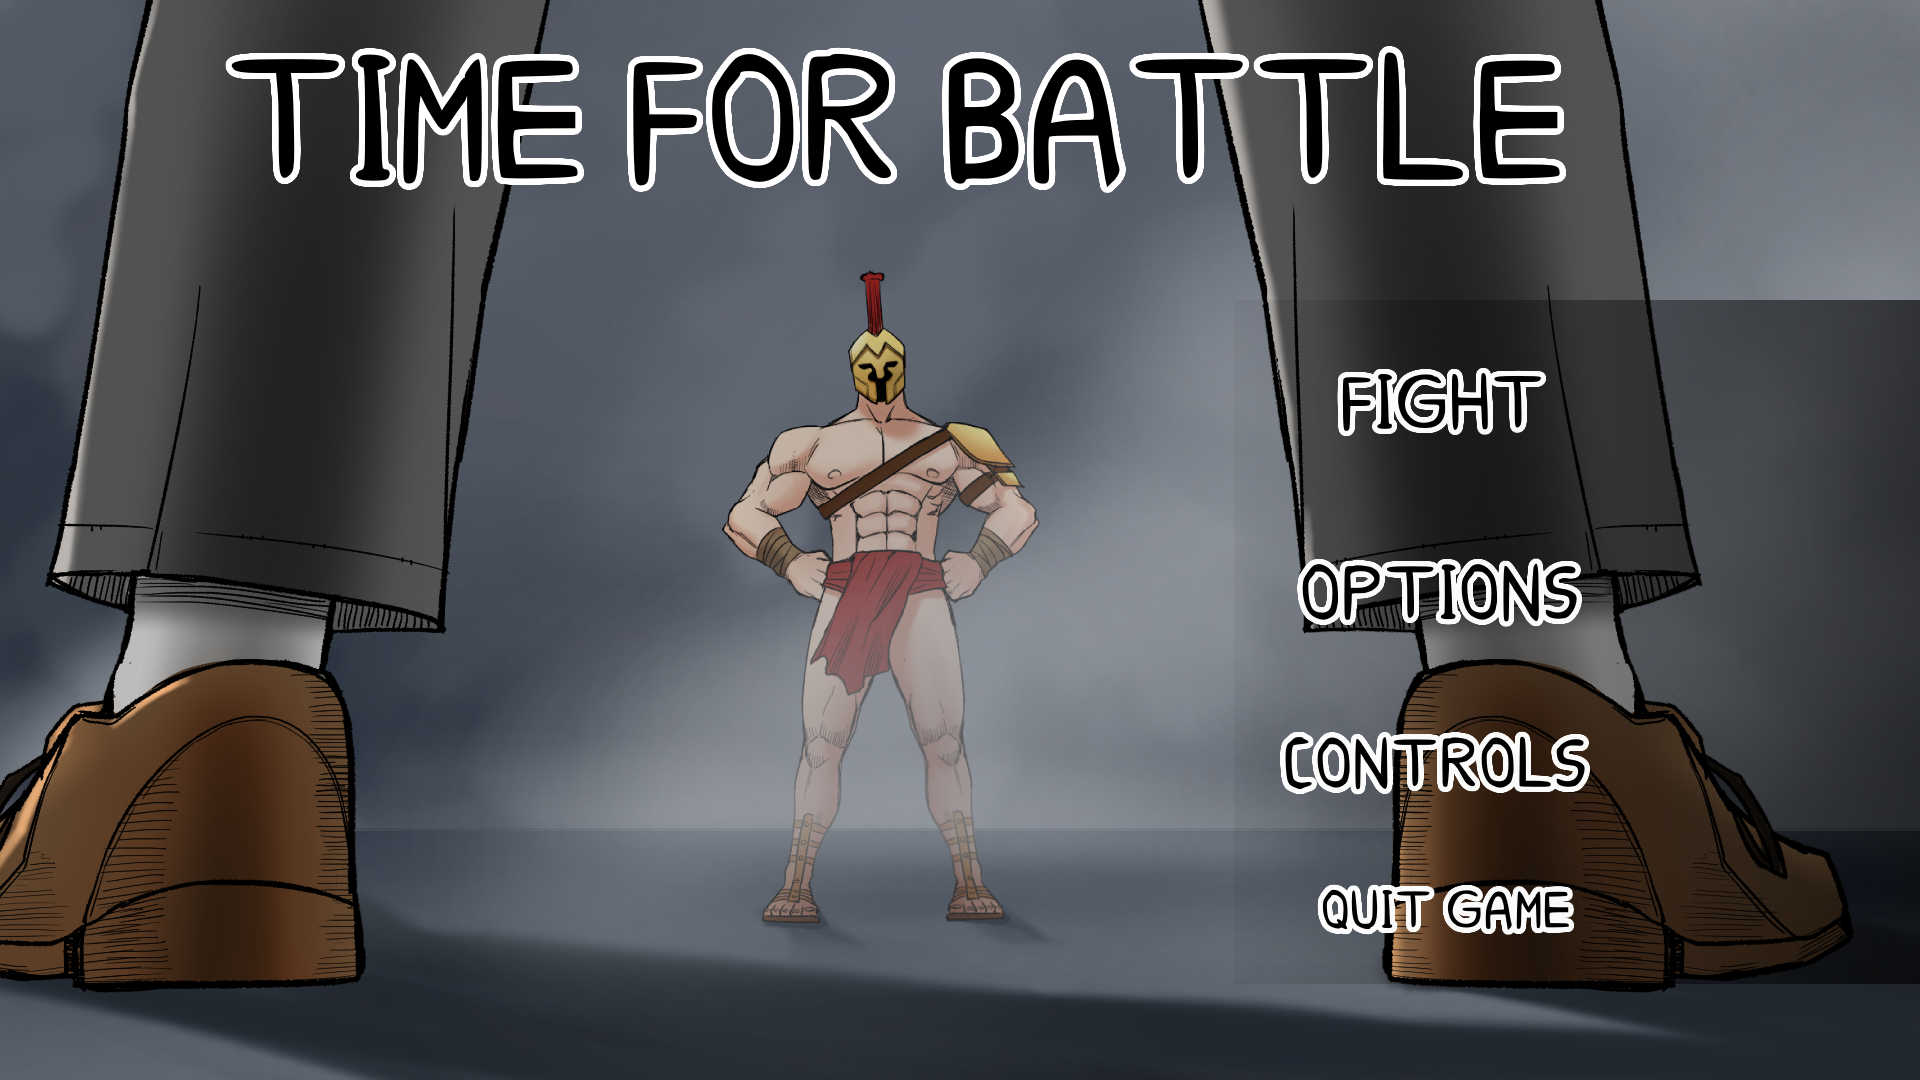 TIME FOR BATTLE
FIGHT
OPTIONS
CONTROLS
QUIT GAME